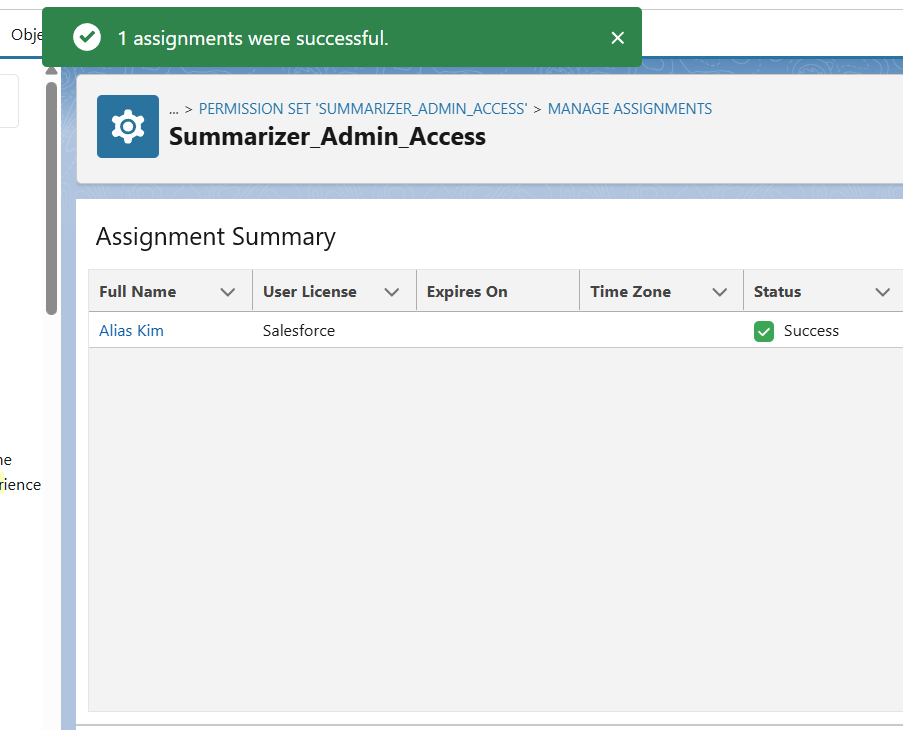 Obje
1 assignments were successful.
... > PERMISSION SET 'SUMMARIZER_ADMIN_ACCESS' > MANAGE ASSIGNMENTS
Summarizer_Admin_Access
Assignment Summary
Full Name User License Expires On Time Zone Status
Alias Kim Salesforce Success
ne
rience